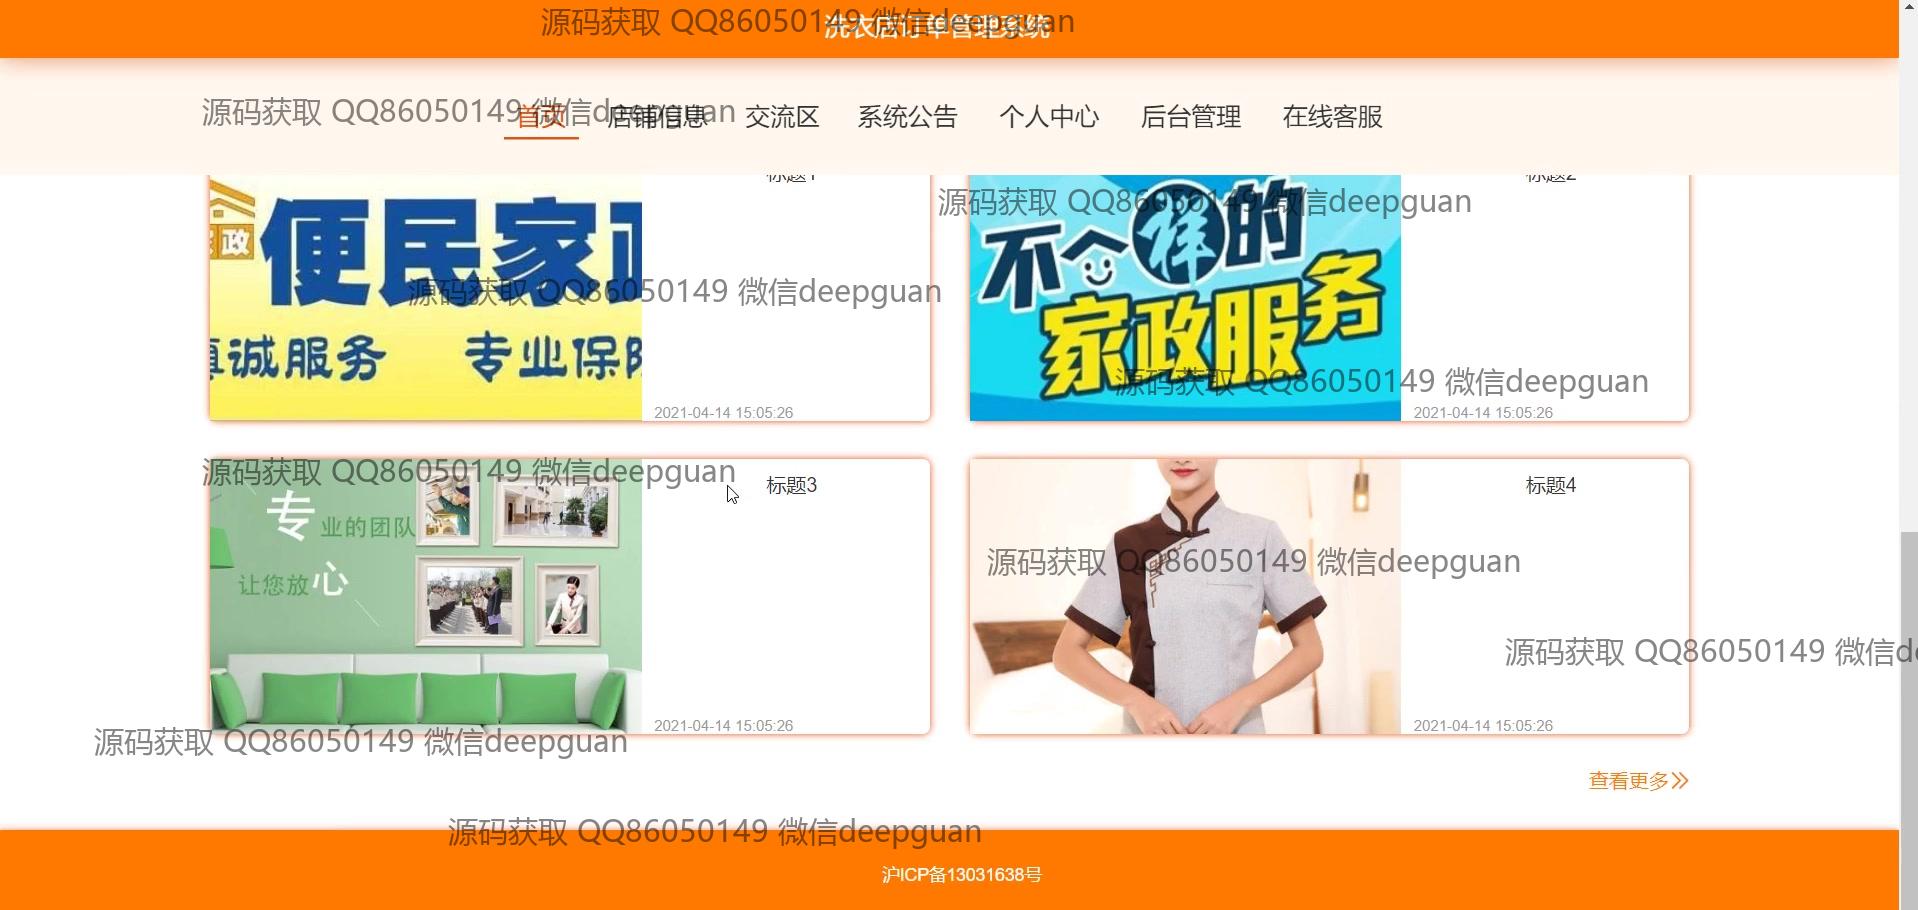 洗衣店订单管理系统
源码获取 QQ86050149 微信deepguan
源码获取 QQ86050149 微信deepguan
首页 店铺信息 交流区 系统公告 个人中心 后台管理 在线客服
标题1
标题2
源码获取 QQ86050149 微信deepguan
家政
便民家政
真诚服务 专业保障
不一样的
家政服务
源码获取 QQ86050149 微信deepguan
源码获取 QQ86050149 微信deepguan
2021-04-14 15:05:26
2021-04-14 15:05:26
源码获取 QQ86050149 微信deepguan
标题3
标题4
专业的团队
让您放心
源码获取 QQ86050149 微信deepguan
源码获取 QQ86050149 微信de
2021-04-14 15:05:26
2021-04-14 15:05:26
源码获取 QQ86050149 微信deepguan
查看更多
源码获取 QQ86050149 微信deepguan
沪ICP备13031638号